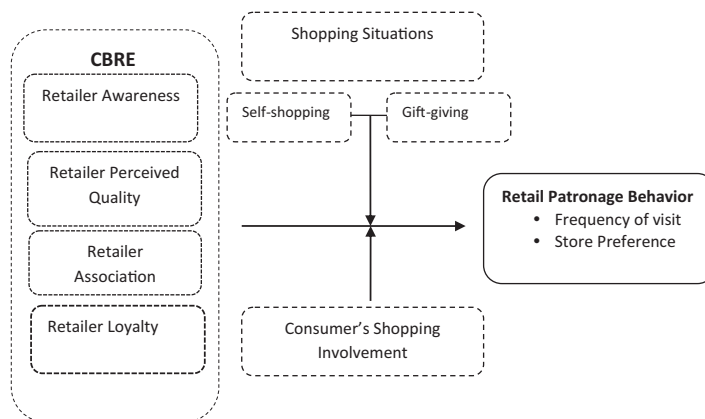 CBRE
Retailer Awareness
Retailer Perceived
Quality
Retailer
Association
Retailer Loyalty
Shopping Situations
Self-shopping
Gift-giving
Consumer's Shopping
Involvement
Retail Patronage Behavior
• Frequency of visit
• Store Preference